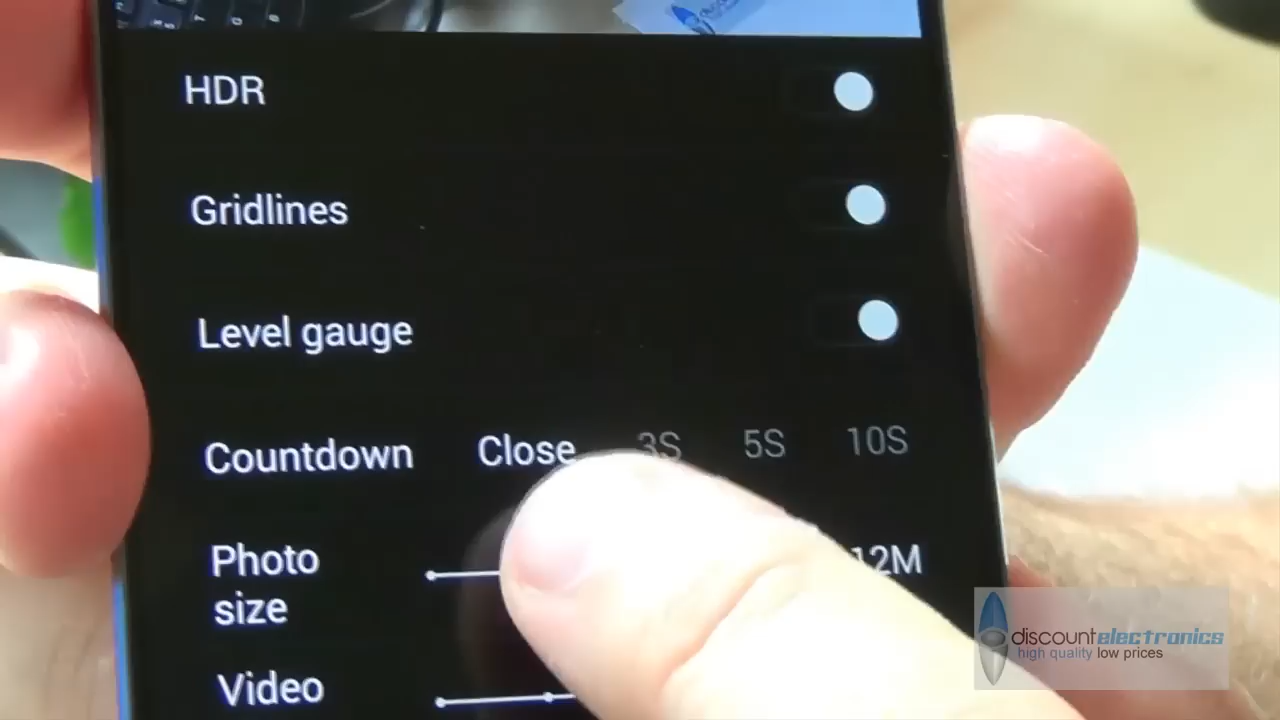 HDR
Gridlines
Level gauge
Countdown Close 3S 5S 10S
Photo size 12M
Video
discountelectronics
high quality low prices